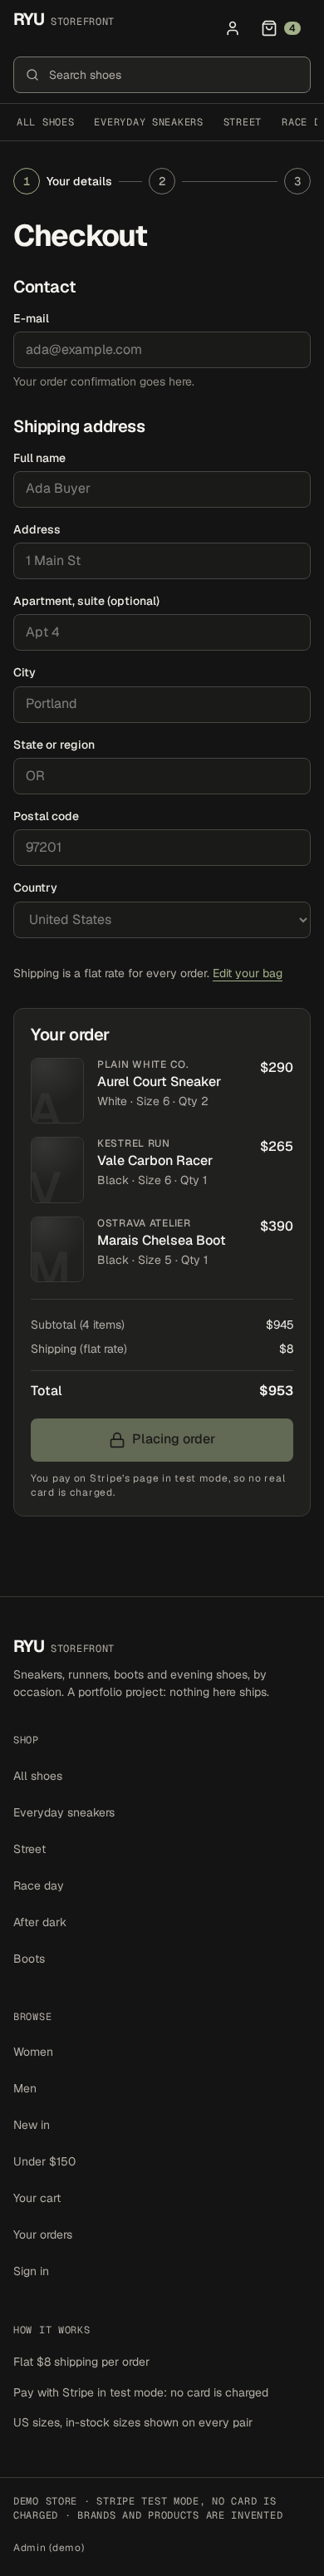 RYU STOREFRONT
4
Search shoes
ALL SHOES EVERYDAY SNEAKERS STREET RACE D
1 Your details 2 3
Checkout
Contact
E-mail
ada@example.com
Your order confirmation goes here.
Shipping address
Full name
Ada Buyer
Address
1 Main St
Apartment, suite (optional)
Apt 4
City
Portland
State or region
OR
Postal code
97201
Country
United States
Shipping is a flat rate for every order. Edit your bag
Your order
A
PLAIN WHITE CO.
Aurel Court Sneaker
White · Size 6 · Qty 2
$290
V
KESTREL RUN
Vale Carbon Racer
Black · Size 6 · Qty 1
$265
M
OSTRAVA ATELIER
Marais Chelsea Boot
Black · Size 5 · Qty 1
$390
Subtotal (4 items) $945
Shipping (flat rate) $8
Total $953
Placing order
You pay on Stripe's page in test mode, so no real
card is charged.
RYU STOREFRONT
Sneakers, runners, boots and evening shoes, by
occasion. A portfolio project: nothing here ships.
SHOP
All shoes
Everyday sneakers
Street
Race day
After dark
Boots
BROWSE
Women
Men
New in
Under $150
Your cart
Your orders
Sign in
HOW IT WORKS
Flat $8 shipping per order
Pay with Stripe in test mode: no card is charged
US sizes, in-stock sizes shown on every pair
DEMO STORE · STRIPE TEST MODE, NO CARD IS
CHARGED · BRANDS AND PRODUCTS ARE INVENTED
Admin (demo)